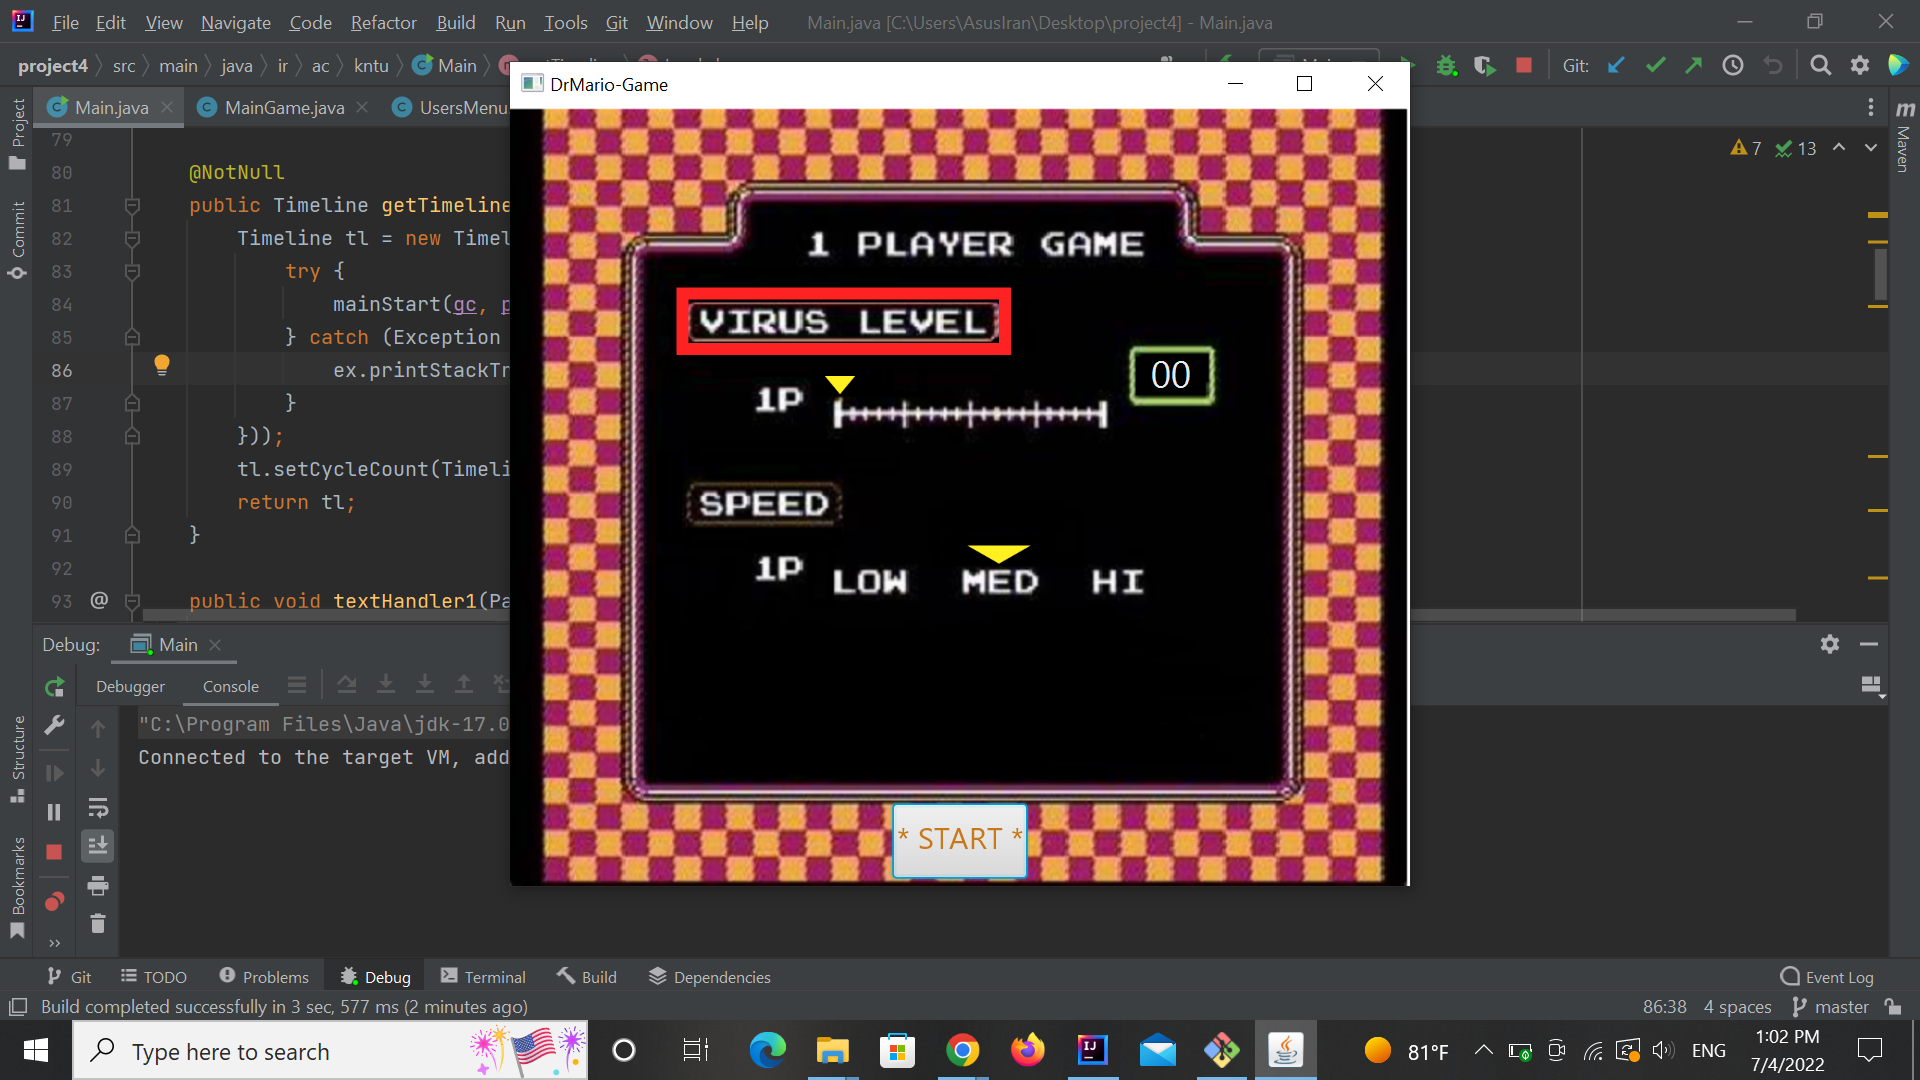 File Edit View Navigate Code Refactor Build Run Tools Git Window Help Main.java [C:\Users\AsusIran\Desktop\project4] - Main.java
project4 src main java ir ac kntu Main
Git:
Main.java MainGame.java UsersMenu
DrMario-Game
Project
Commit
Structure
Bookmarks
Maven
7 13
79
80 @NotNull
81 public Timeline getTimeline
82 Timeline tl = new Timel
83 try {
84 mainStart(gc, p
85 } catch (Exception
86 ex.printStackTr
87 }
88 }));
89 tl.setCycleCount(Timeli
90 return tl;
91 }
92
93 @ public void textHandler1(Pa
1 PLAYER GAME
VIRUS LEVEL
1P 00
SPEED
1P LOW MED HI
* START *
Debug: Main
Debugger Console
"C:\Program Files\Java\jdk-17.0
Connected to the target VM, add
Git TODO Problems Debug Terminal Build Dependencies Event Log
Build completed successfully in 3 sec, 577 ms (2 minutes ago) 86:38 4 spaces master
Type here to search
81°F ENG 1:02 PM
7/4/2022